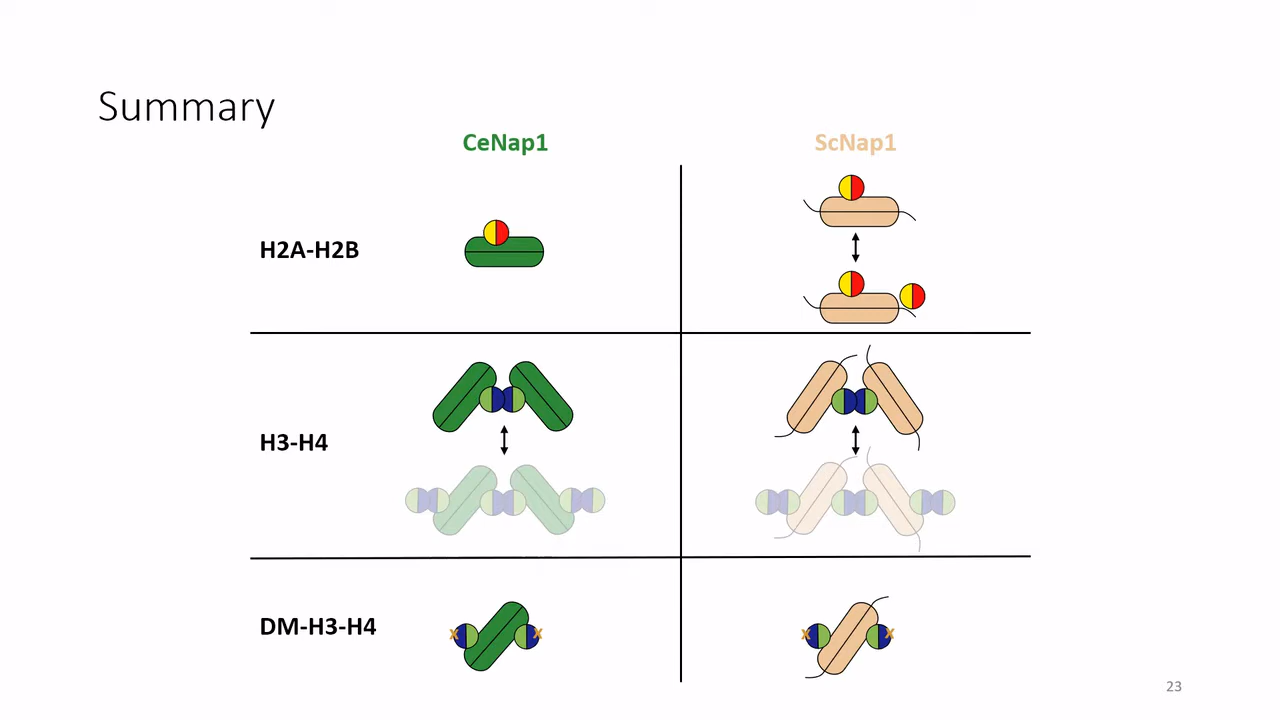 Summary
CeNap1
ScNap1
H2A-H2B
H3-H4
DM-H3-H4
x
x
x
x
23